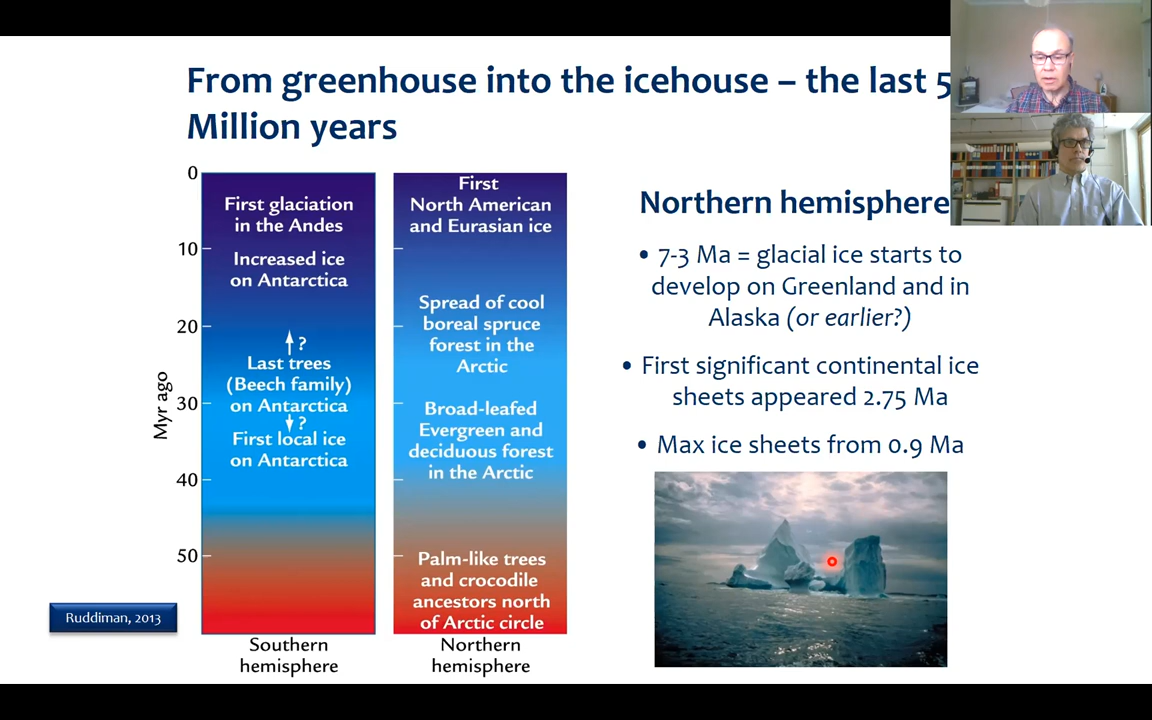 From greenhouse into the icehouse – the last 5
Million years
0
10
20
30
40
50
Myr ago
First glaciation
in the Andes
Increased ice
on Antarctica
?
Last trees
(Beech family)
on Antarctica
?
First local ice
on Antarctica
Southern
hemisphere
First
North American
and Eurasian ice
Spread of cool
boreal spruce
forest in the
Arctic
Broad-leafed
Evergreen and
deciduous forest
in the Arctic
Palm-like trees
and crocodile
ancestors north
of Arctic circle
Northern
hemisphere
Ruddiman, 2013
Northern hemisphere
• 7-3 Ma = glacial ice starts to
develop on Greenland and in
Alaska (or earlier?)
• First significant continental ice
sheets appeared 2.75 Ma
• Max ice sheets from 0.9 Ma